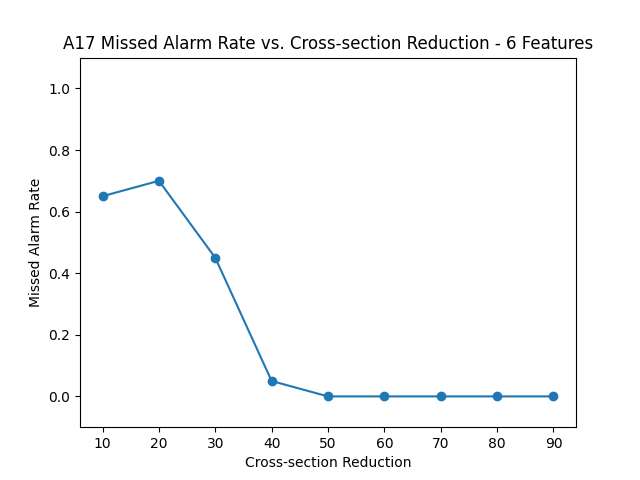 A17 Missed Alarm Rate vs. Cross-section Reduction - 6 Features
1.0
0.8
0.6
0.4
0.2
0.0
Missed Alarm Rate
10 20 30 40 50 60 70 80 90
Cross-section Reduction